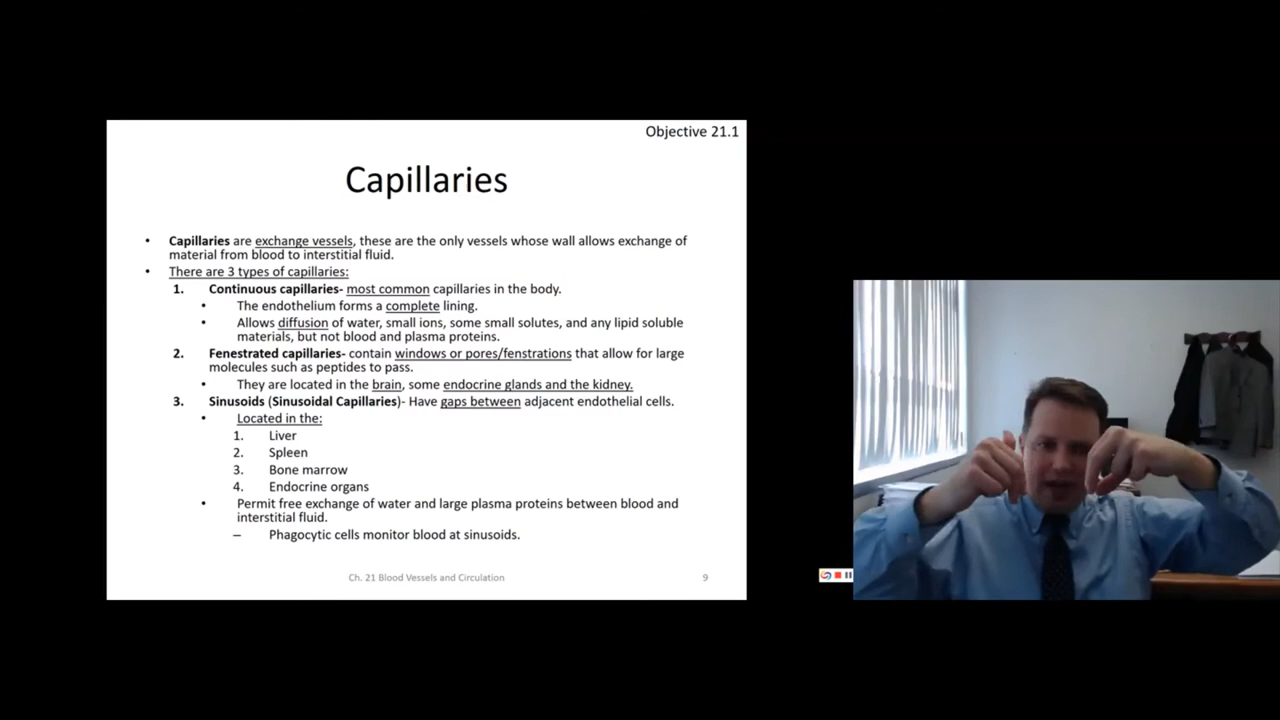 Objective 21.1
Capillaries
• Capillaries are exchange vessels, these are the only vessels whose wall allows exchange of
material from blood to interstitial fluid.
• There are 3 types of capillaries:
1. Continuous capillaries- most common capillaries in the body.
• The endothelium forms a complete lining.
• Allows diffusion of water, small ions, some small solutes, and any lipid soluble
materials, but not blood and plasma proteins.
2. Fenestrated capillaries- contain windows or pores/fenstrations that allow for large
molecules such as peptides to pass.
• They are located in the brain, some endocrine glands and the kidney.
3. Sinusoids (Sinusoidal Capillaries)- Have gaps between adjacent endothelial cells.
• Located in the:
1. Liver
2. Spleen
3. Bone marrow
4. Endocrine organs
• Permit free exchange of water and large plasma proteins between blood and
interstitial fluid.
– Phagocytic cells monitor blood at sinusoids.
Ch. 21 Blood Vessels and Circulation 9